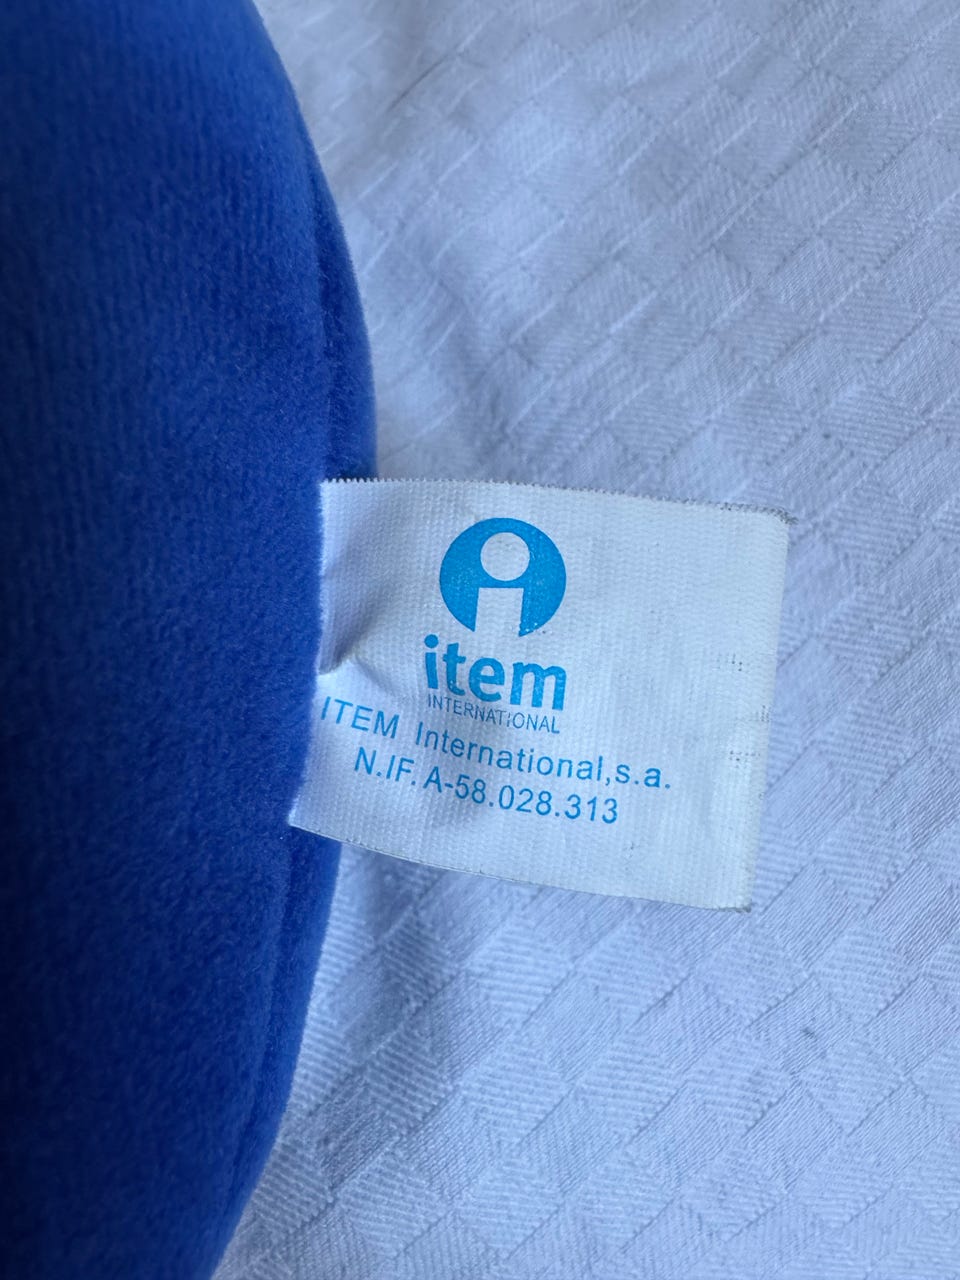 item
INTERNATIONAL
ITEM International,s.a.
N.IF. A-58.028.313